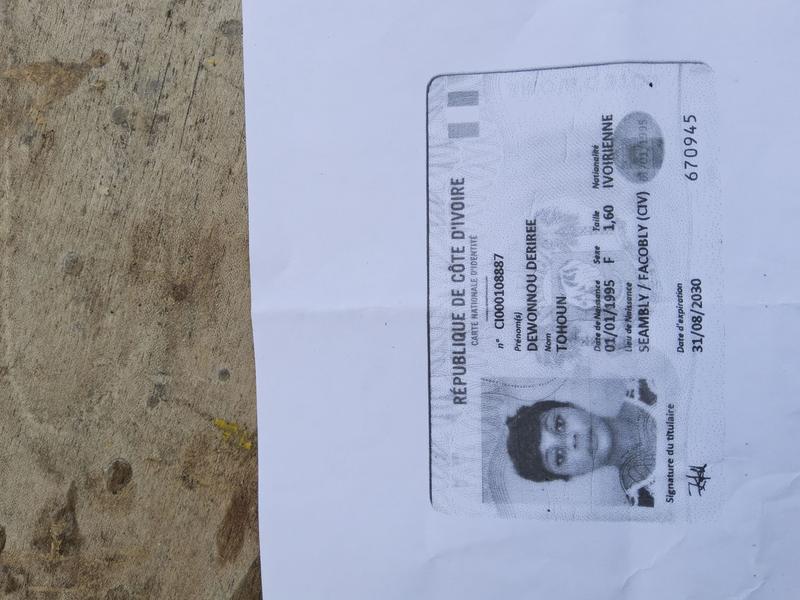 RÉPUBLIQUE DE CÔTE D'IVOIRE
CARTE NATIONALE D'IDENTITÉ
n° CI000108887
Prénom(s)
DEWONNOU DERIREE
Nom
TOHOUN
Date de Naissance Sexe Taille Nationalité
01/01/1995 F 1,60 IVOIRIENNE
Lieu de Naissance
SEAMBLY / FACOBLY (CIV)
Date d'expiration
31/08/2030
670945
Signature du titulaire